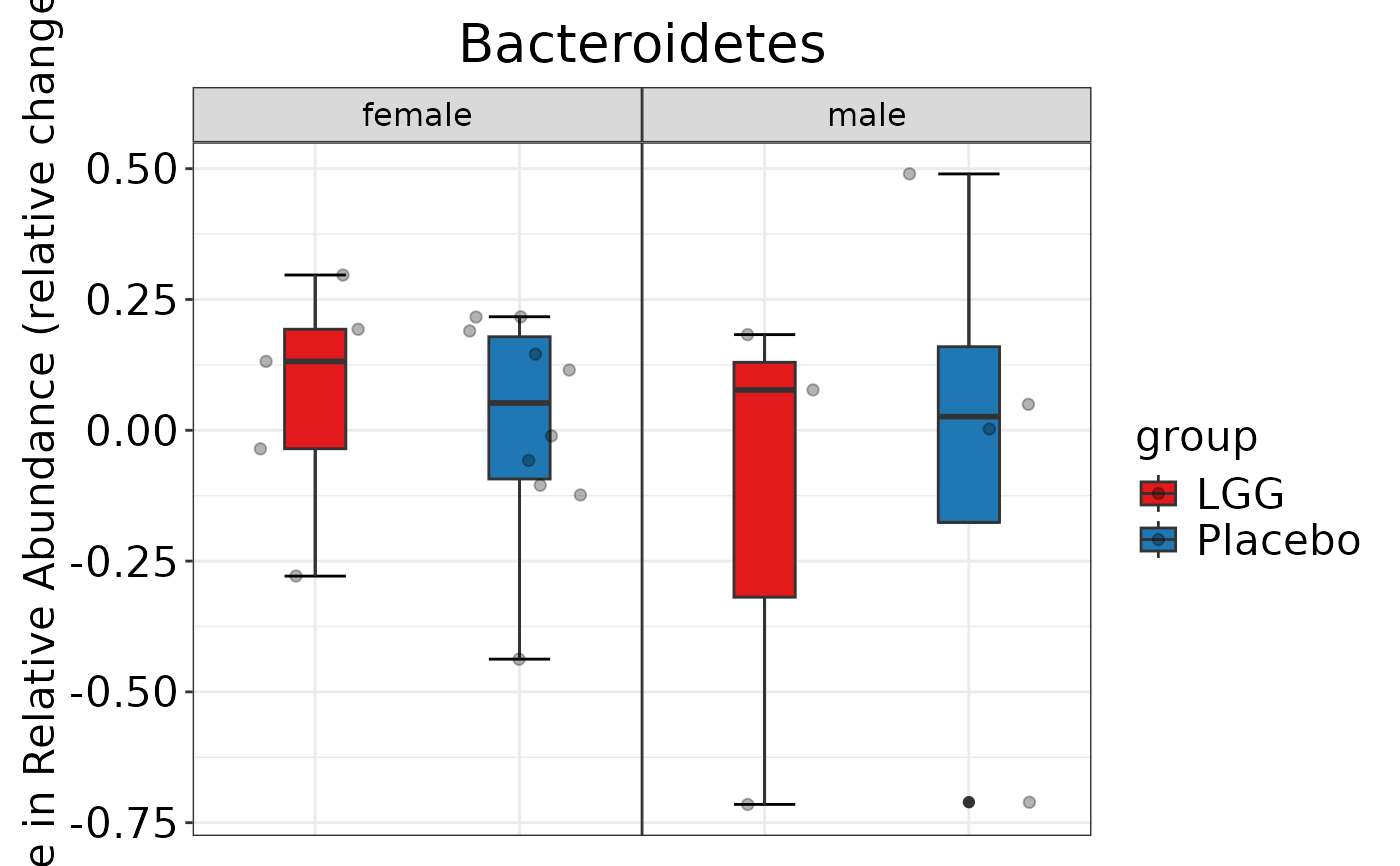 Bacteroidetes
female
male
0.50
0.25
0.00
-0.25
-0.50
-0.75
in Relative Abundance (relative change
group
LGG
Placebo